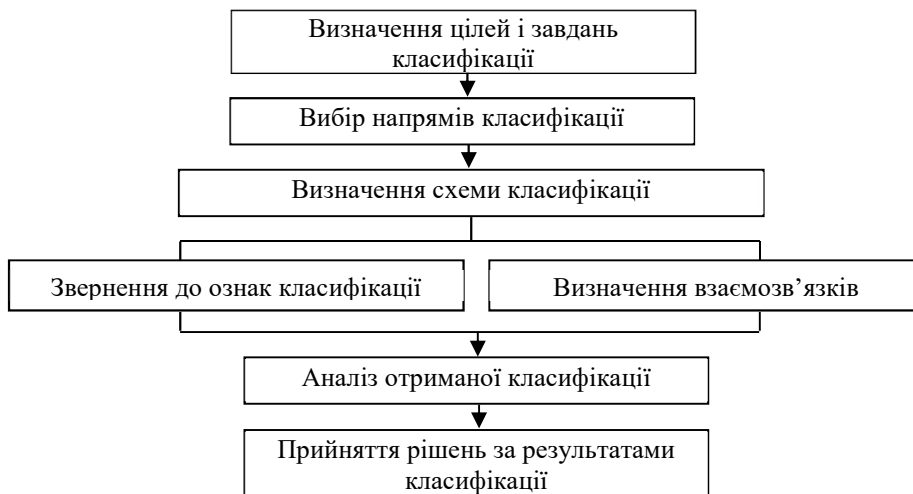 Визначення цілей і завдань
класифікації
Вибір напрямів класифікації
Визначення схеми класифікації
Звернення до ознак класифікації
Визначення взаємозв’язків
Аналіз отриманої класифікації
Прийняття рішень за результатами
класифікації